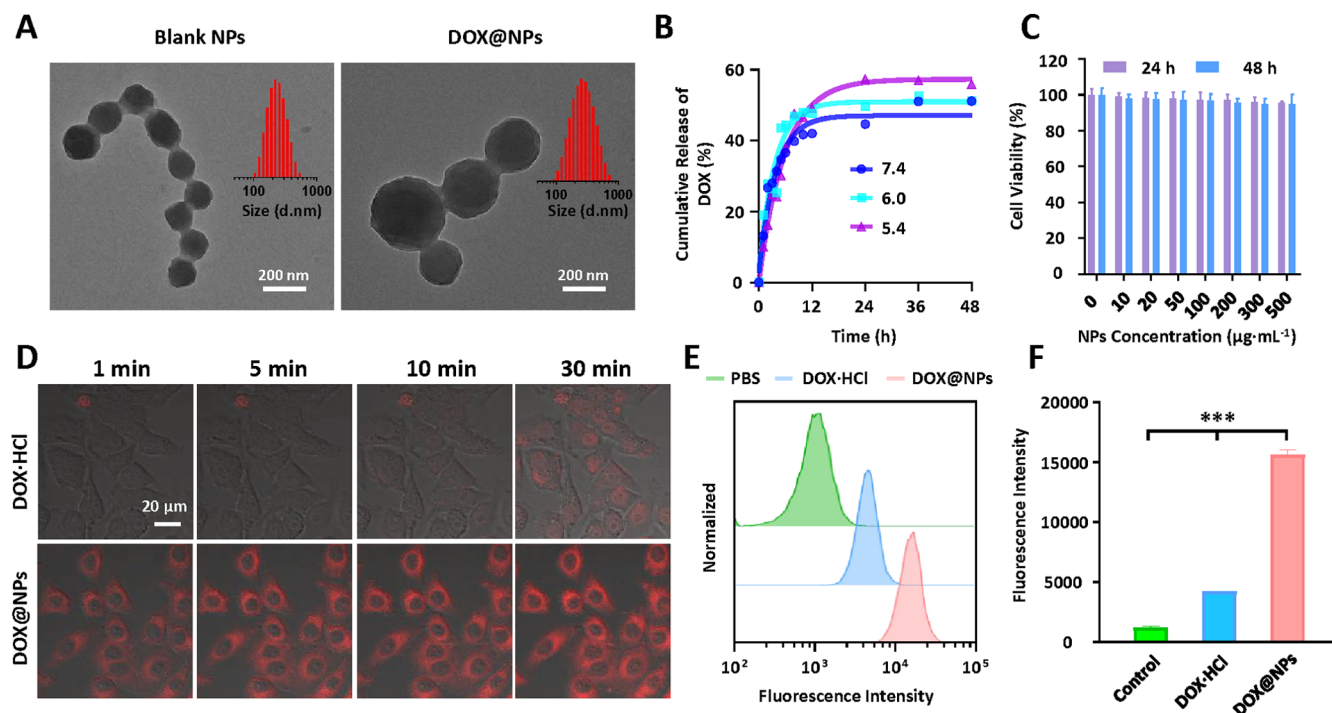 A
Blank NPs
DOX@NPs
100 1000
Size (d.nm)
200 nm
100 1000
Size (d.nm)
200 nm
B
Cumulative Release of
DOX (%)
60
40
20
0
7.4
6.0
5.4
0 12 24 36 48
Time (h)
C
Cell Viability (%)
120
100
80
60
40
20
0
24 h 48 h
0 10 20 50 100 200 300 500
NPs Concentration (μg·mL⁻¹)
D
1 min 5 min 10 min 30 min
DOX·HCl
20 μm
DOX@NPs
E
PBS DOX·HCl DOX@NPs
Normalized
10² 10³ 10⁴ 10⁵
Fluorescence Intensity
F
Fluorescence Intensity
20000
15000
10000
5000
0
***
Control DOX·HCl DOX@NPs